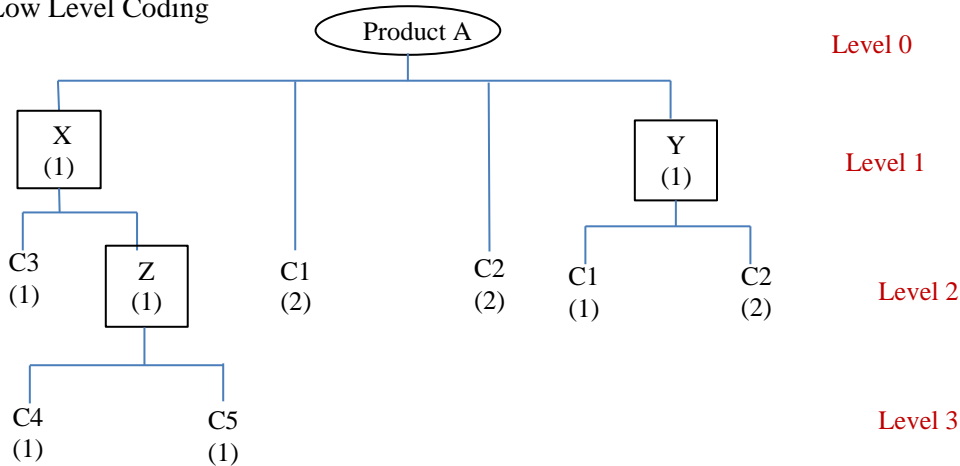 Low Level Coding
Product A
Level 0
X
(1)
Y
(1)
Level 1
C3
(1)
Z
(1)
C1
(2)
C2
(2)
C1
(1)
C2
(2)
Level 2
C4
(1)
C5
(1)
Level 3